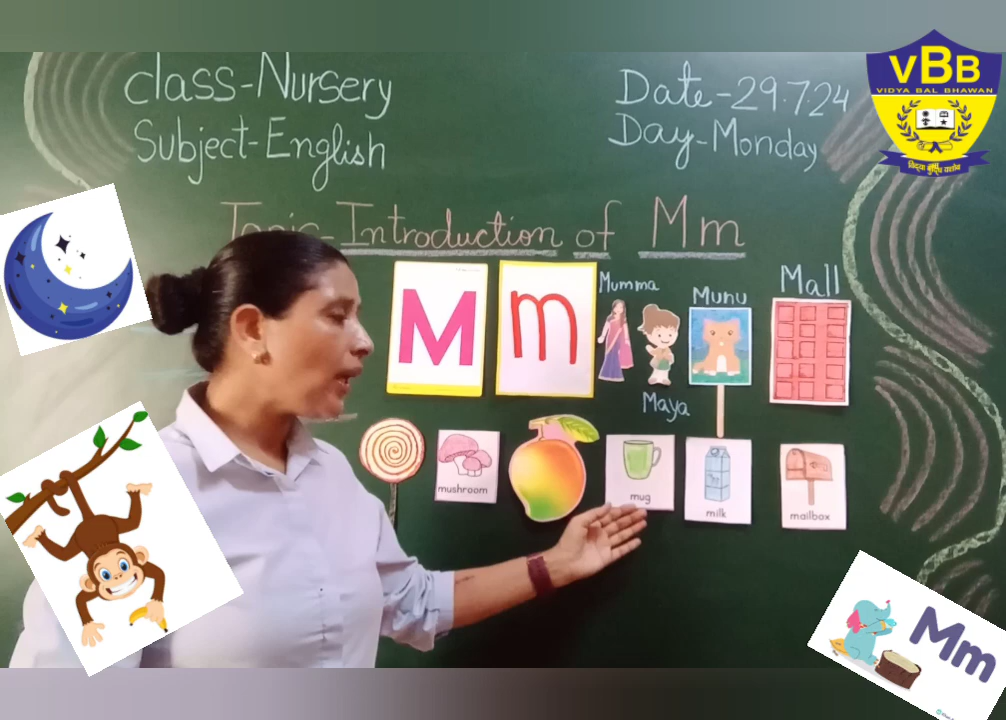 class-Nursery
Subject-English
Date-29.7.24
Day-Monday
VBB
VIDYA BAL BHAWAN
Topic-Introduction of Mm
M
m
Mumma
Munu
Mall
Maya
mushroom
mug
milk
mailbox
Mm